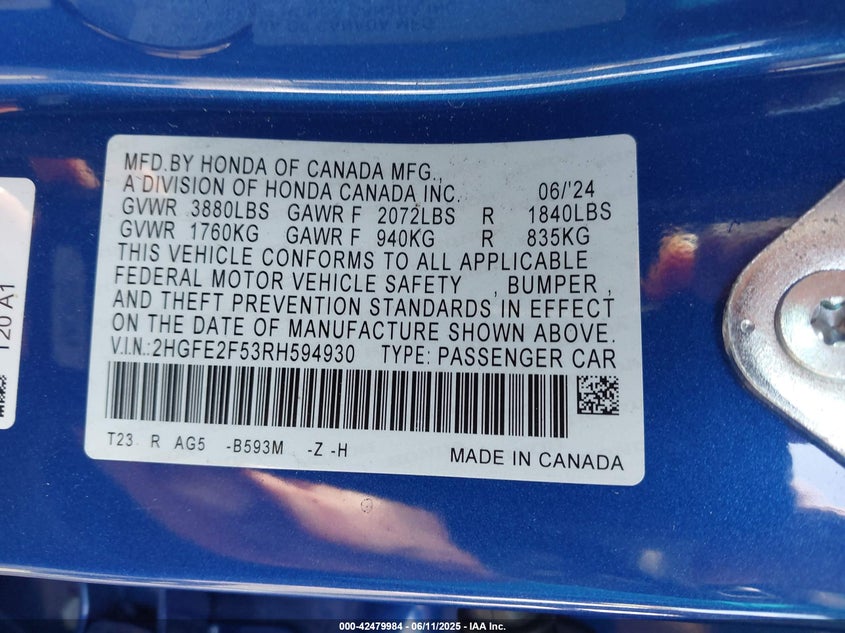 MFD.BY HONDA OF CANADA MFG.,
A DIVISION OF HONDA CANADA INC. 06/'24
GVWR 3880LBS GAWR F 2072LBS R 1840LBS
GVWR 1760KG GAWR F 940KG R 835KG
THIS VEHICLE CONFORMS TO ALL APPLICABLE
FEDERAL MOTOR VEHICLE SAFETY , BUMPER ,
AND THEFT PREVENTION STANDARDS IN EFFECT
ON THE DATE OF MANUFACTURE SHOWN ABOVE.
V.I.N.:2HGFE2F53RH594930 TYPE: PASSENGER CAR
T23 R AG5 -B593M -Z -H
MADE IN CANADA
120 A1
000-42479984 - 06/11/2025 - IAA Inc.